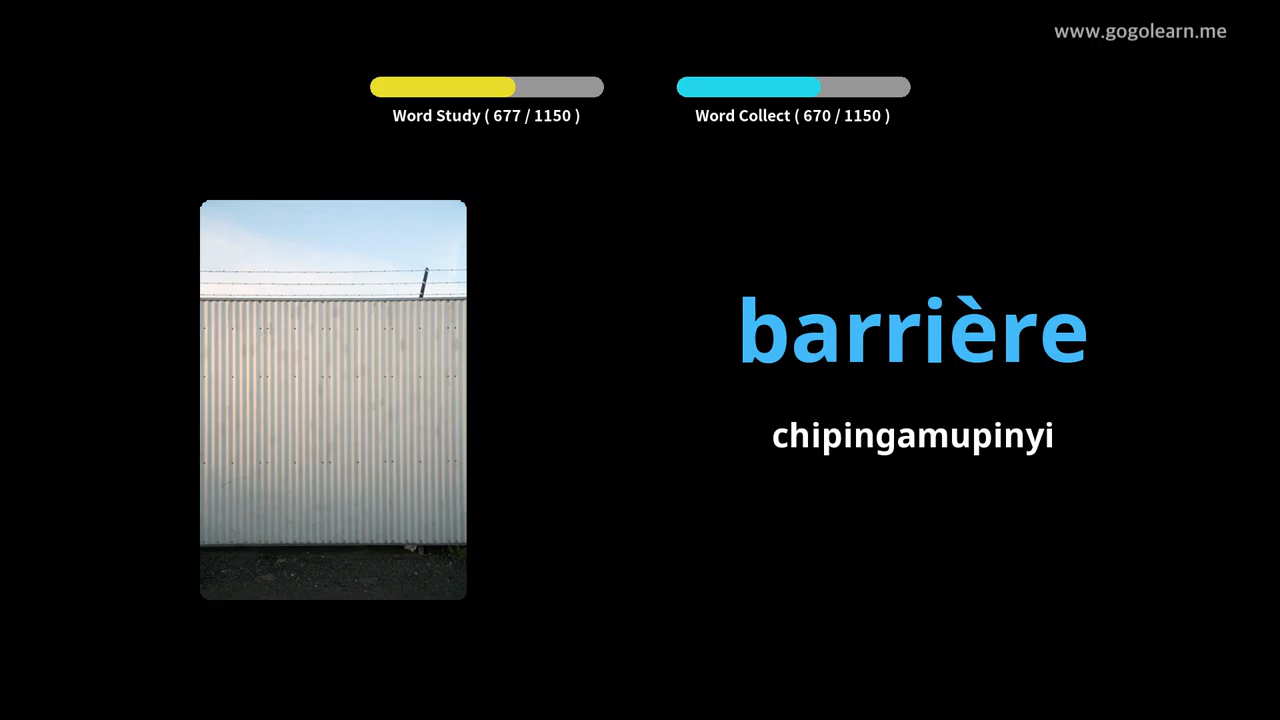 www.gogolearn.me
Word Study ( 677 / 1150 )
Word Collect ( 670 / 1150 )
barrière
chipingamupinyi